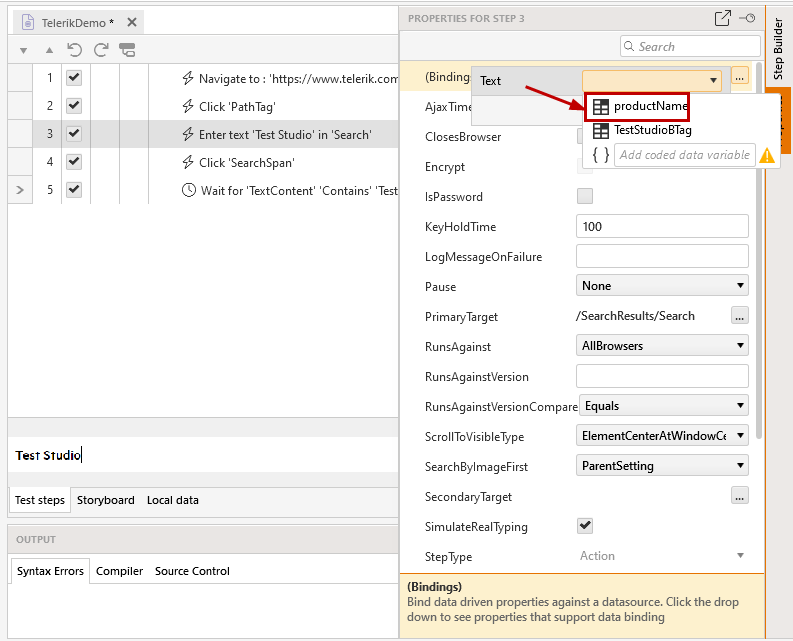 TelerikDemo *
1 Navigate to : 'https://www.telerik.com
2 Click 'PathTag'
3 Enter text 'Test Studio' in 'Search'
4 Click 'SearchSpan'
5 Wait for 'TextContent' 'Contains' 'Test
Test Studio
Test steps Storyboard Local data
OUTPUT
Syntax Errors Compiler Source Control
PROPERTIES FOR STEP 3
Search
(Bindings Text ...
productName
TestStudioBTag
{ } Add coded data variable
AjaxTime
ClosesBrowser
Encrypt
IsPassword
KeyHoldTime 100
LogMessageOnFailure
Pause None
PrimaryTarget /SearchResults/Search ...
RunsAgainst AllBrowsers
RunsAgainstVersion
RunsAgainstVersionCompare Equals
ScrollToVisibleType ElementCenterAtWindowCe
SearchByImageFirst ParentSetting
SecondaryTarget ...
SimulateRealTyping
StepType Action
(Bindings)
Bind data driven properties against a datasource. Click the drop
down to see properties that support data binding
Step Builder